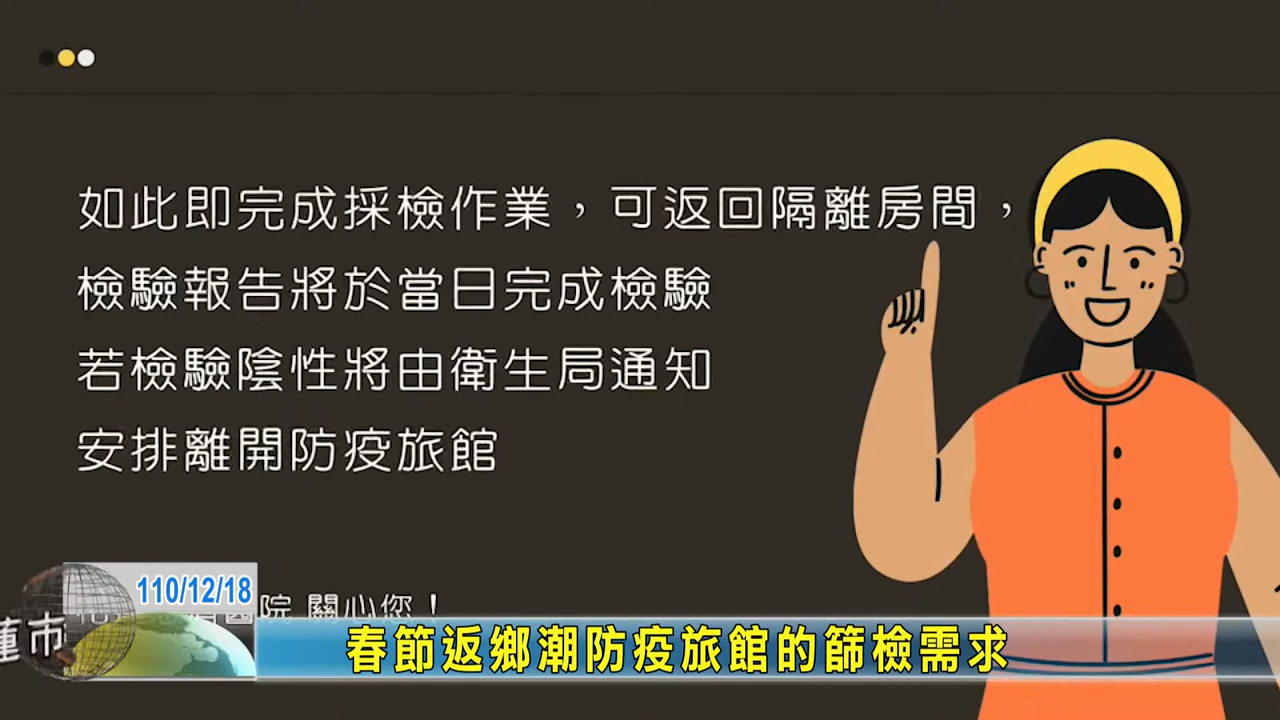 如此即完成採檢作業，可返回隔離房間，
檢驗報告將於當日完成檢驗
若檢驗陰性將由衛生局通知
安排離開防疫旅館
110/12/18
院 關心您！
蓮市
春節返鄉潮防疫旅館的篩檢需求